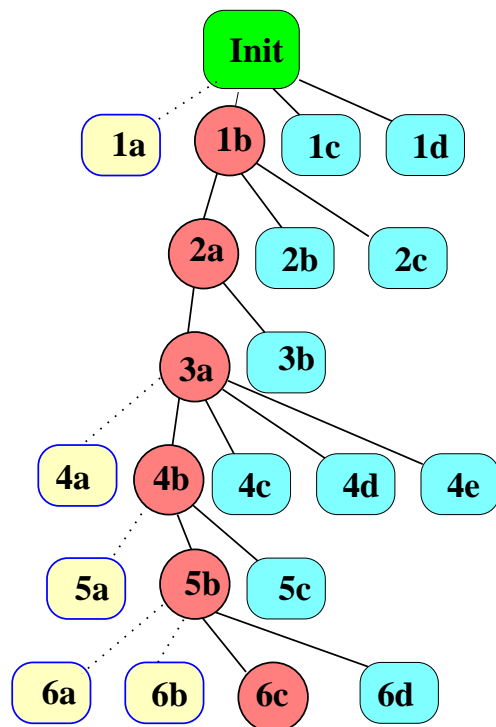 Init
1a 1b 1c 1d
2a 2b 2c
3a 3b
4a 4b 4c 4d 4e
5a 5b 5c
6a 6b 6c 6d